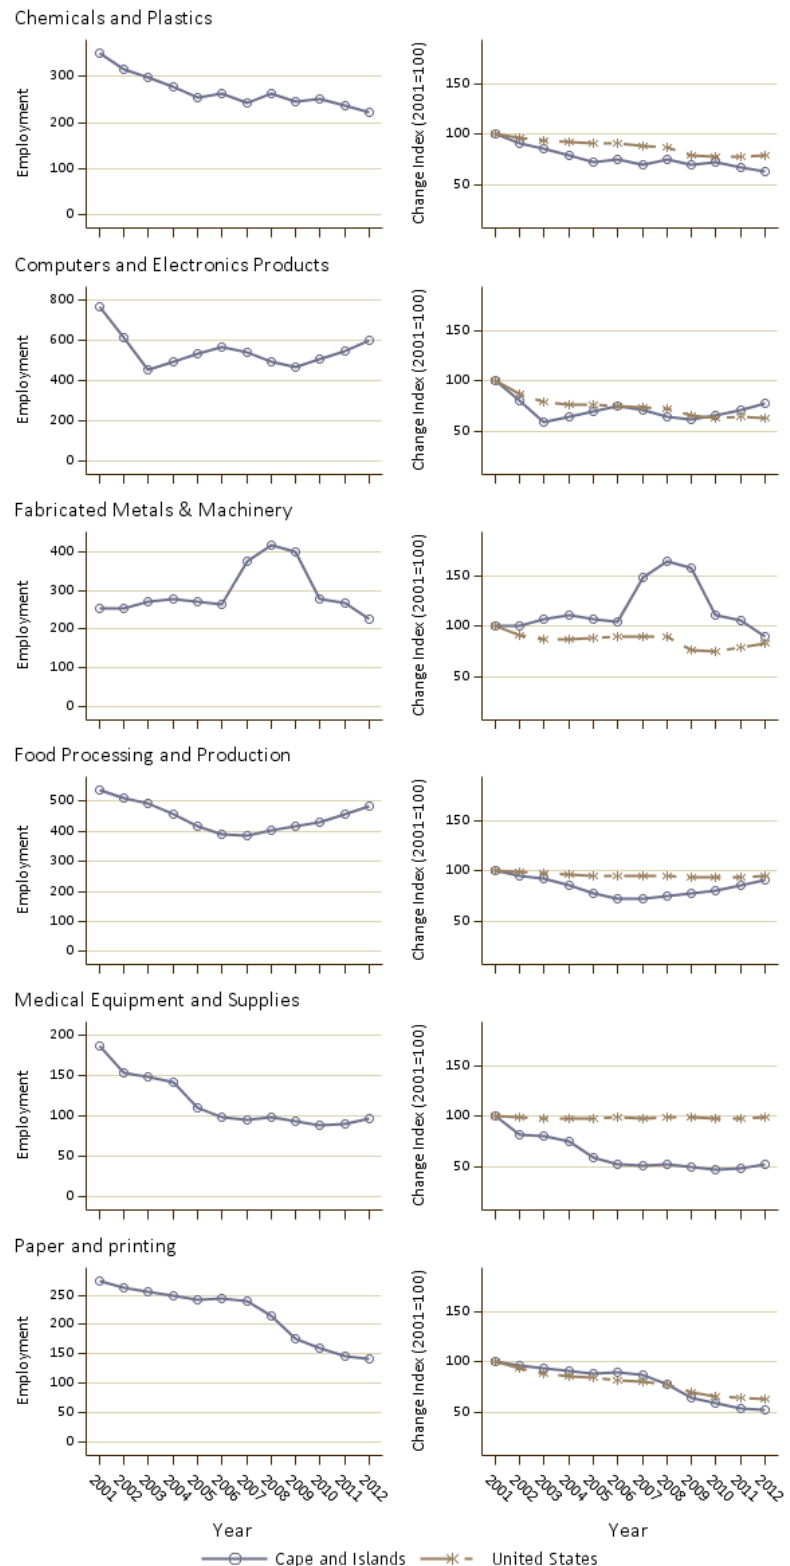 Chemicals and Plastics
Employment
300
200
100
0
Change Index (2001=100)
150
100
50
Computers and Electronics Products
Employment
800
600
400
200
0
Change Index (2001=100)
150
100
50
Fabricated Metals & Machinery
Employment
400
300
200
100
0
Change Index (2001=100)
150
100
50
Food Processing and Production
Employment
500
400
300
200
100
0
Change Index (2001=100)
150
100
50
Medical Equipment and Supplies
Employment
200
150
100
50
0
Change Index (2001=100)
150
100
50
Paper and printing
Employment
250
200
150
100
50
0
Change Index (2001=100)
150
100
50
2001 2002 2003 2004 2005 2006 2007 2008 2009 2010 2011 2012
2001 2002 2003 2004 2005 2006 2007 2008 2009 2010 2011 2012
Year
Year
Cape and Islands
United States